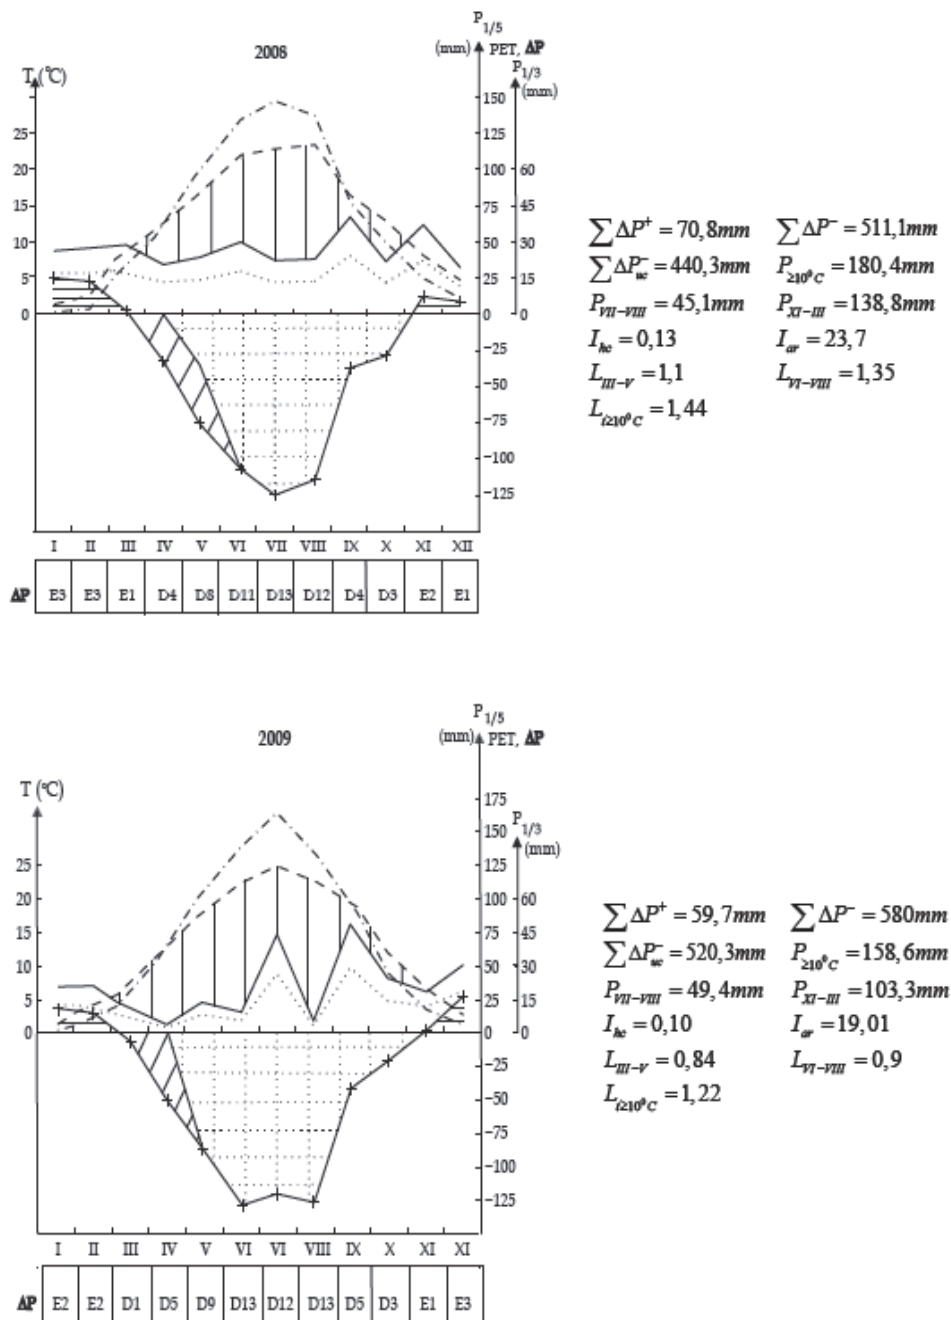 P1/5
(mm) PET, ΔP
2008
T (°C)
P1/3
(mm)
150
125
100
75
50
25
0
60
45
30
15
0
25
20
15
10
5
0
−25
−50
−75
−100
−125
I II III IV V VI VII VIII IX X XI XII
ΔP E3 E3 E1 D4 D8 D11 D13 D12 D4 D3 E2 E1
∑ΔP⁺ = 70,8mm ∑ΔP⁻ = 511,1mm
∑ΔP⁻uc = 440,3mm P≥10⁰C = 180,4mm
PVII−VIII = 45,1mm PXI−III = 138,8mm
Ihc = 0,13 Iar = 23,7
LIII−V = 1,1 LVI−VIII = 1,35
Lt≥10⁰C = 1,44
P1/5
(mm) PET, ΔP
2009
T (°C)
P1/3
(mm)
175
150
125
100
75
50
25
0
60
45
30
15
0
25
20
15
10
5
0
−25
−50
−75
−100
−125
I II III IV V VI VI VIII IX X XI XI
ΔP E2 E2 D1 D5 D9 D13 D12 D13 D5 D3 E1 E3
∑ΔP⁺ = 59,7mm ∑ΔP⁻ = 580mm
∑ΔP⁻uc = 520,3mm P≥10⁰C = 158,6mm
PVII−VIII = 49,4mm PXI−III = 103,3mm
Ihc = 0,10 Iar = 19,01
LIII−V = 0,84 LVI−VIII = 0,9
Lt≥10⁰C = 1,22